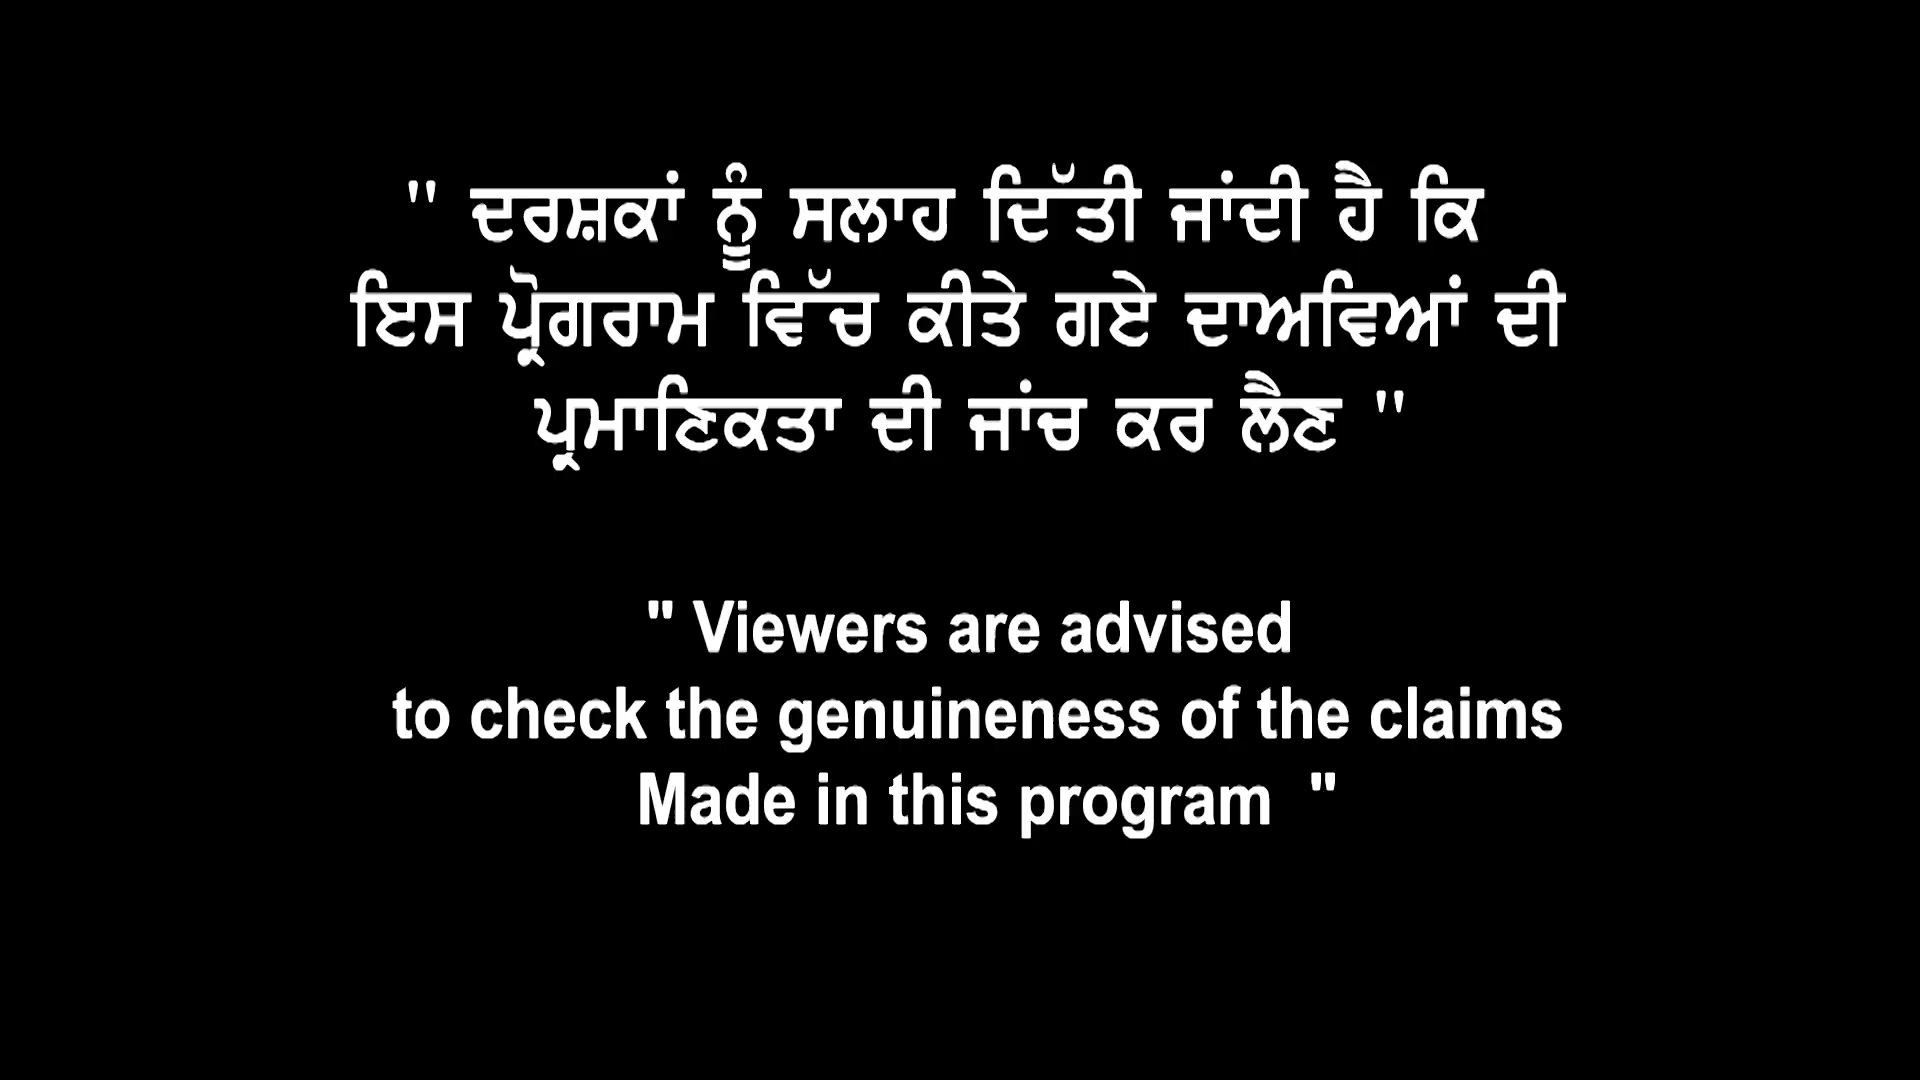 " ਦਰਸ਼ਕਾਂ ਨੂੰ ਸਲਾਹ ਦਿੱਤੀ ਜਾਂਦੀ ਹੈ ਕਿ
ਇਸ ਪ੍ਰੋਗਰਾਮ ਵਿੱਚ ਕੀਤੇ ਗਏ ਦਾਅਵਿਆਂ ਦੀ
ਪ੍ਰਮਾਣਿਕਤਾ ਦੀ ਜਾਂਚ ਕਰ ਲੈਣ "
" Viewers are advised
to check the genuineness of the claims
Made in this program "